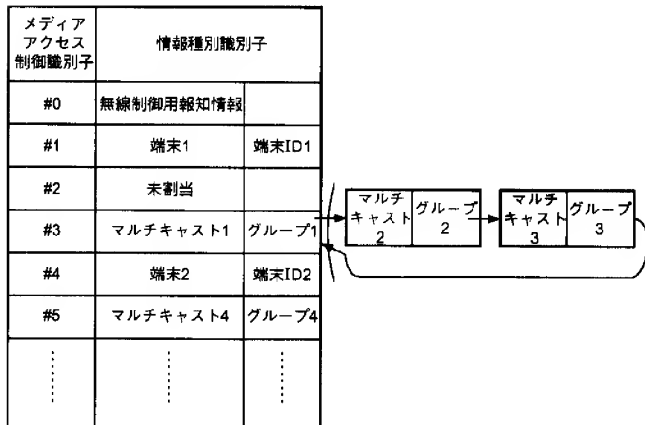 メディア
アクセス
制御識別子
情報種別識別子
#0 無線制御用報知情報
#1 端末1 端末ID1
#2 未割当
#3 マルチキャスト1 グループ1
#4 端末2 端末ID2
#5 マルチキャスト4 グループ4
マルチ
キャスト
2
グループ
2
マルチ
キャスト
3
グループ
3